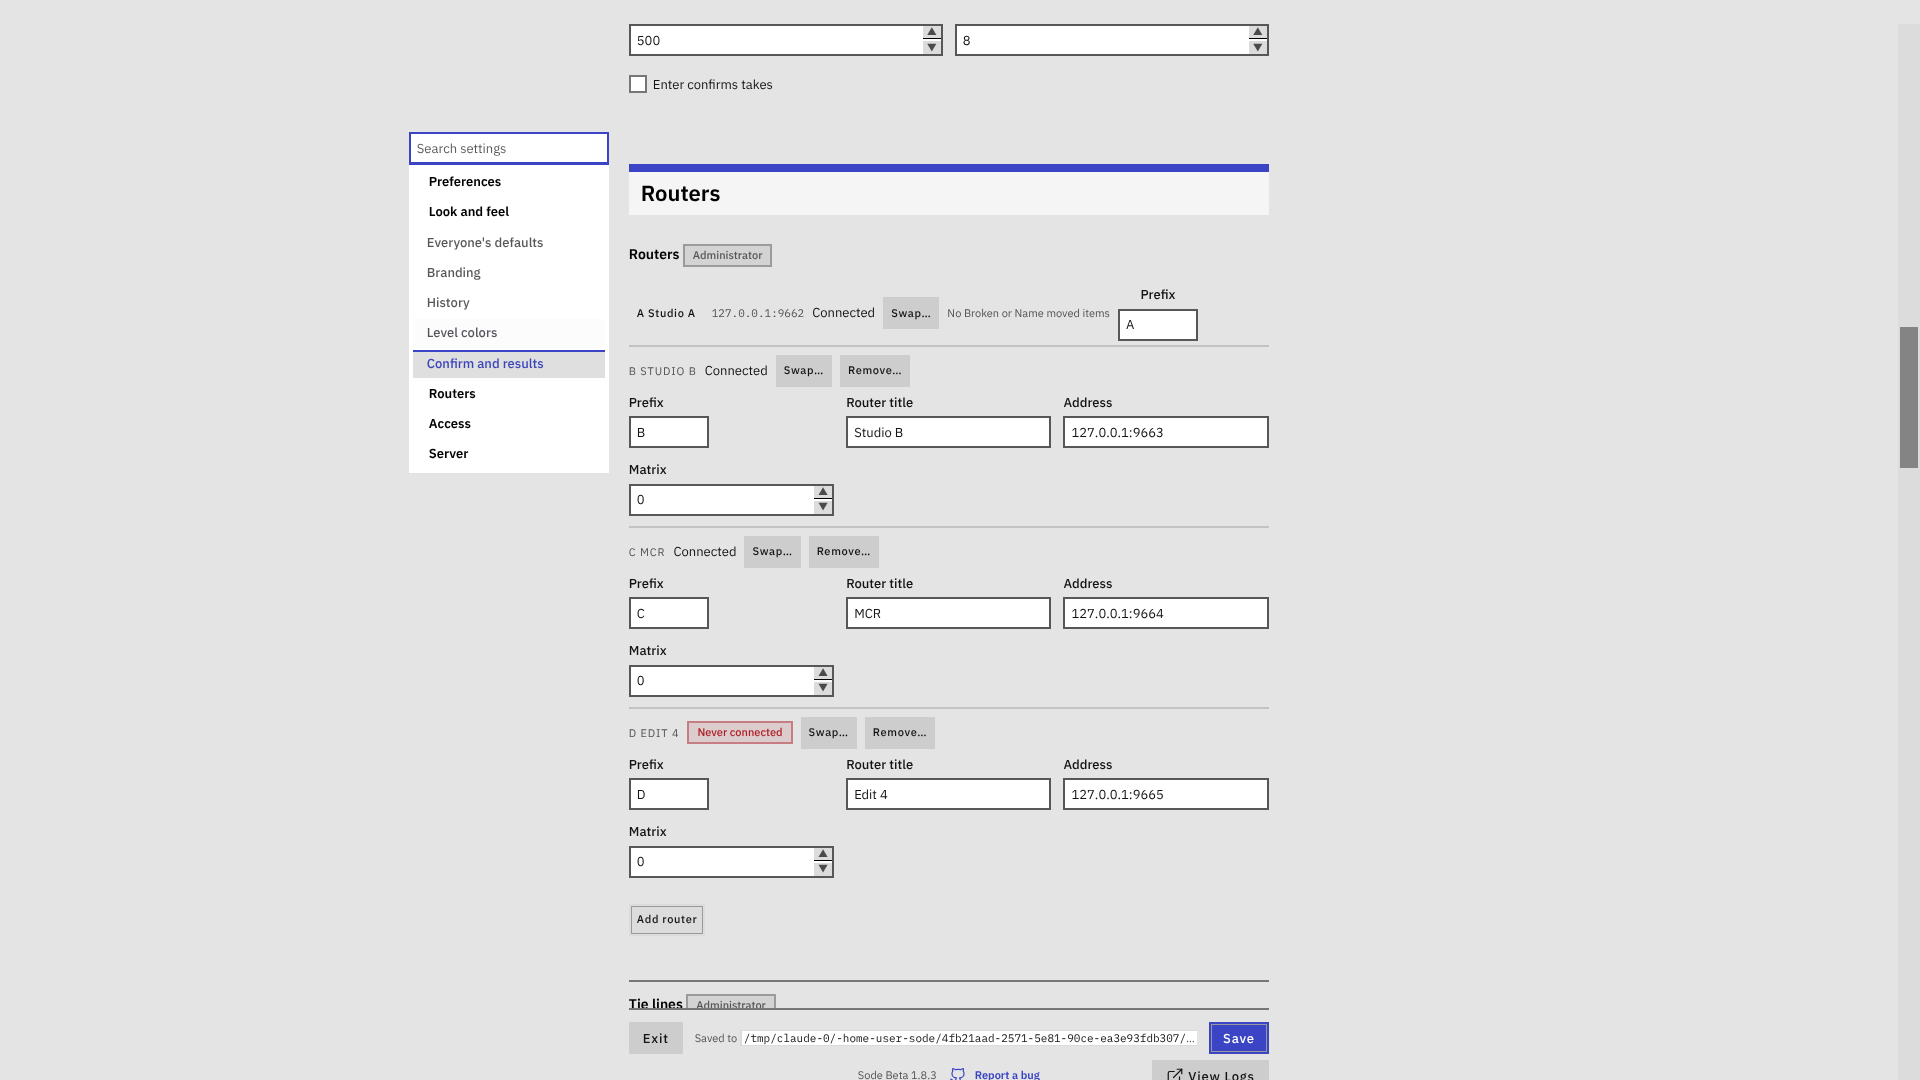 500
8
Enter confirms takes
Search settings
Preferences
Look and feel
Everyone's defaults
Branding
History
Level colors
Confirm and results
Routers
Access
Server
Routers
Routers Administrator
Prefix
A Studio A 127.0.0.1:9662 Connected Swap... No Broken or Name moved items A
B STUDIO B Connected Swap... Remove...
Prefix Router title Address
B Studio B 127.0.0.1:9663
Matrix
0
C MCR Connected Swap... Remove...
Prefix Router title Address
C MCR 127.0.0.1:9664
Matrix
0
D EDIT 4 Never connected Swap... Remove...
Prefix Router title Address
D Edit 4 127.0.0.1:9665
Matrix
0
Add router
Tie lines Administrator
Exit Saved to /tmp/claude-0/-home-user-sode/4fb21aad-2571-5e81-90ce-ea3e93fdb307/... Save
Sode Beta 1.8.3 Report a bug View Logs